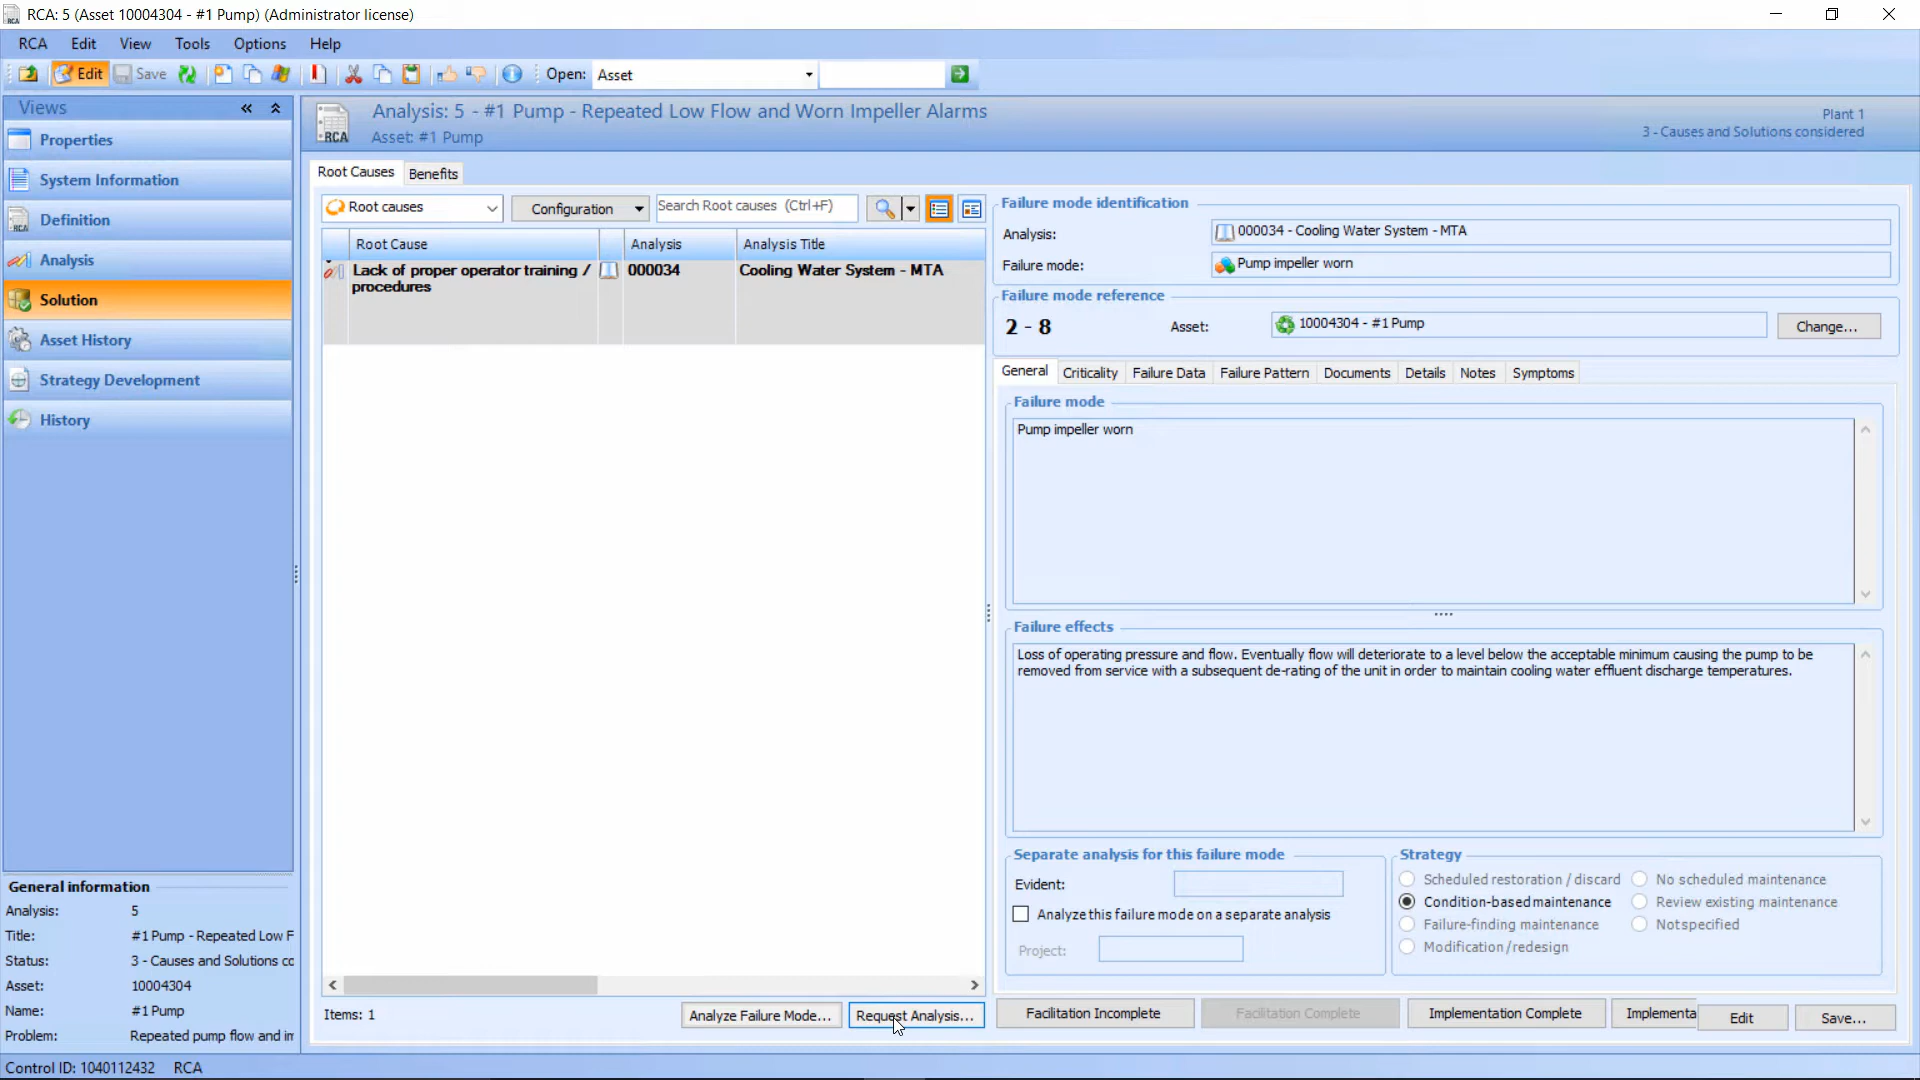 RCA: 5 (Asset 10004304 - #1 Pump) (Administrator license)
RCA Edit View Tools Options Help
Edit Save Open: Asset
Views
Properties
System Information
Definition
Analysis
Solution
Asset History
Strategy Development
History
General information
Analysis: 5
Title: #1 Pump - Repeated Low F
Status: 3 - Causes and Solutions cc
Asset: 10004304
Name: #1 Pump
Problem: Repeated pump flow and in
RCA
Analysis: 5 - #1 Pump - Repeated Low Flow and Worn Impeller Alarms
Asset: #1 Pump
Plant 1
3 - Causes and Solutions considered
Root Causes Benefits
Root causes Configuration Search Root causes (Ctrl+F)
Root Cause Analysis Analysis Title
Lack of proper operator training / 000034 Cooling Water System - MTA
procedures
Items: 1 Analyze Failure Mode... Request Analysis...
Failure mode identification
Analysis: 000034 - Cooling Water System - MTA
Failure mode: Pump impeller worn
Failure mode reference
2 - 8 Asset: 10004304 - #1 Pump Change...
General Criticality Failure Data Failure Pattern Documents Details Notes Symptoms
Failure mode
Pump impeller worn
Failure effects
Loss of operating pressure and flow. Eventually flow will deteriorate to a level below the acceptable minimum causing the pump to be
removed from service with a subsequent de-rating of the unit in order to maintain cooling water effluent discharge temperatures.
Separate analysis for this failure mode
Evident:
Analyze this failure mode on a separate analysis
Project:
Strategy
Scheduled restoration / discard No scheduled maintenance
Condition-based maintenance Review existing maintenance
Failure-finding maintenance Not specified
Modification / redesign
Facilitation Incomplete Facilitation Complete Implementation Complete Implementa Edit Save...
Control ID: 1040112432 RCA